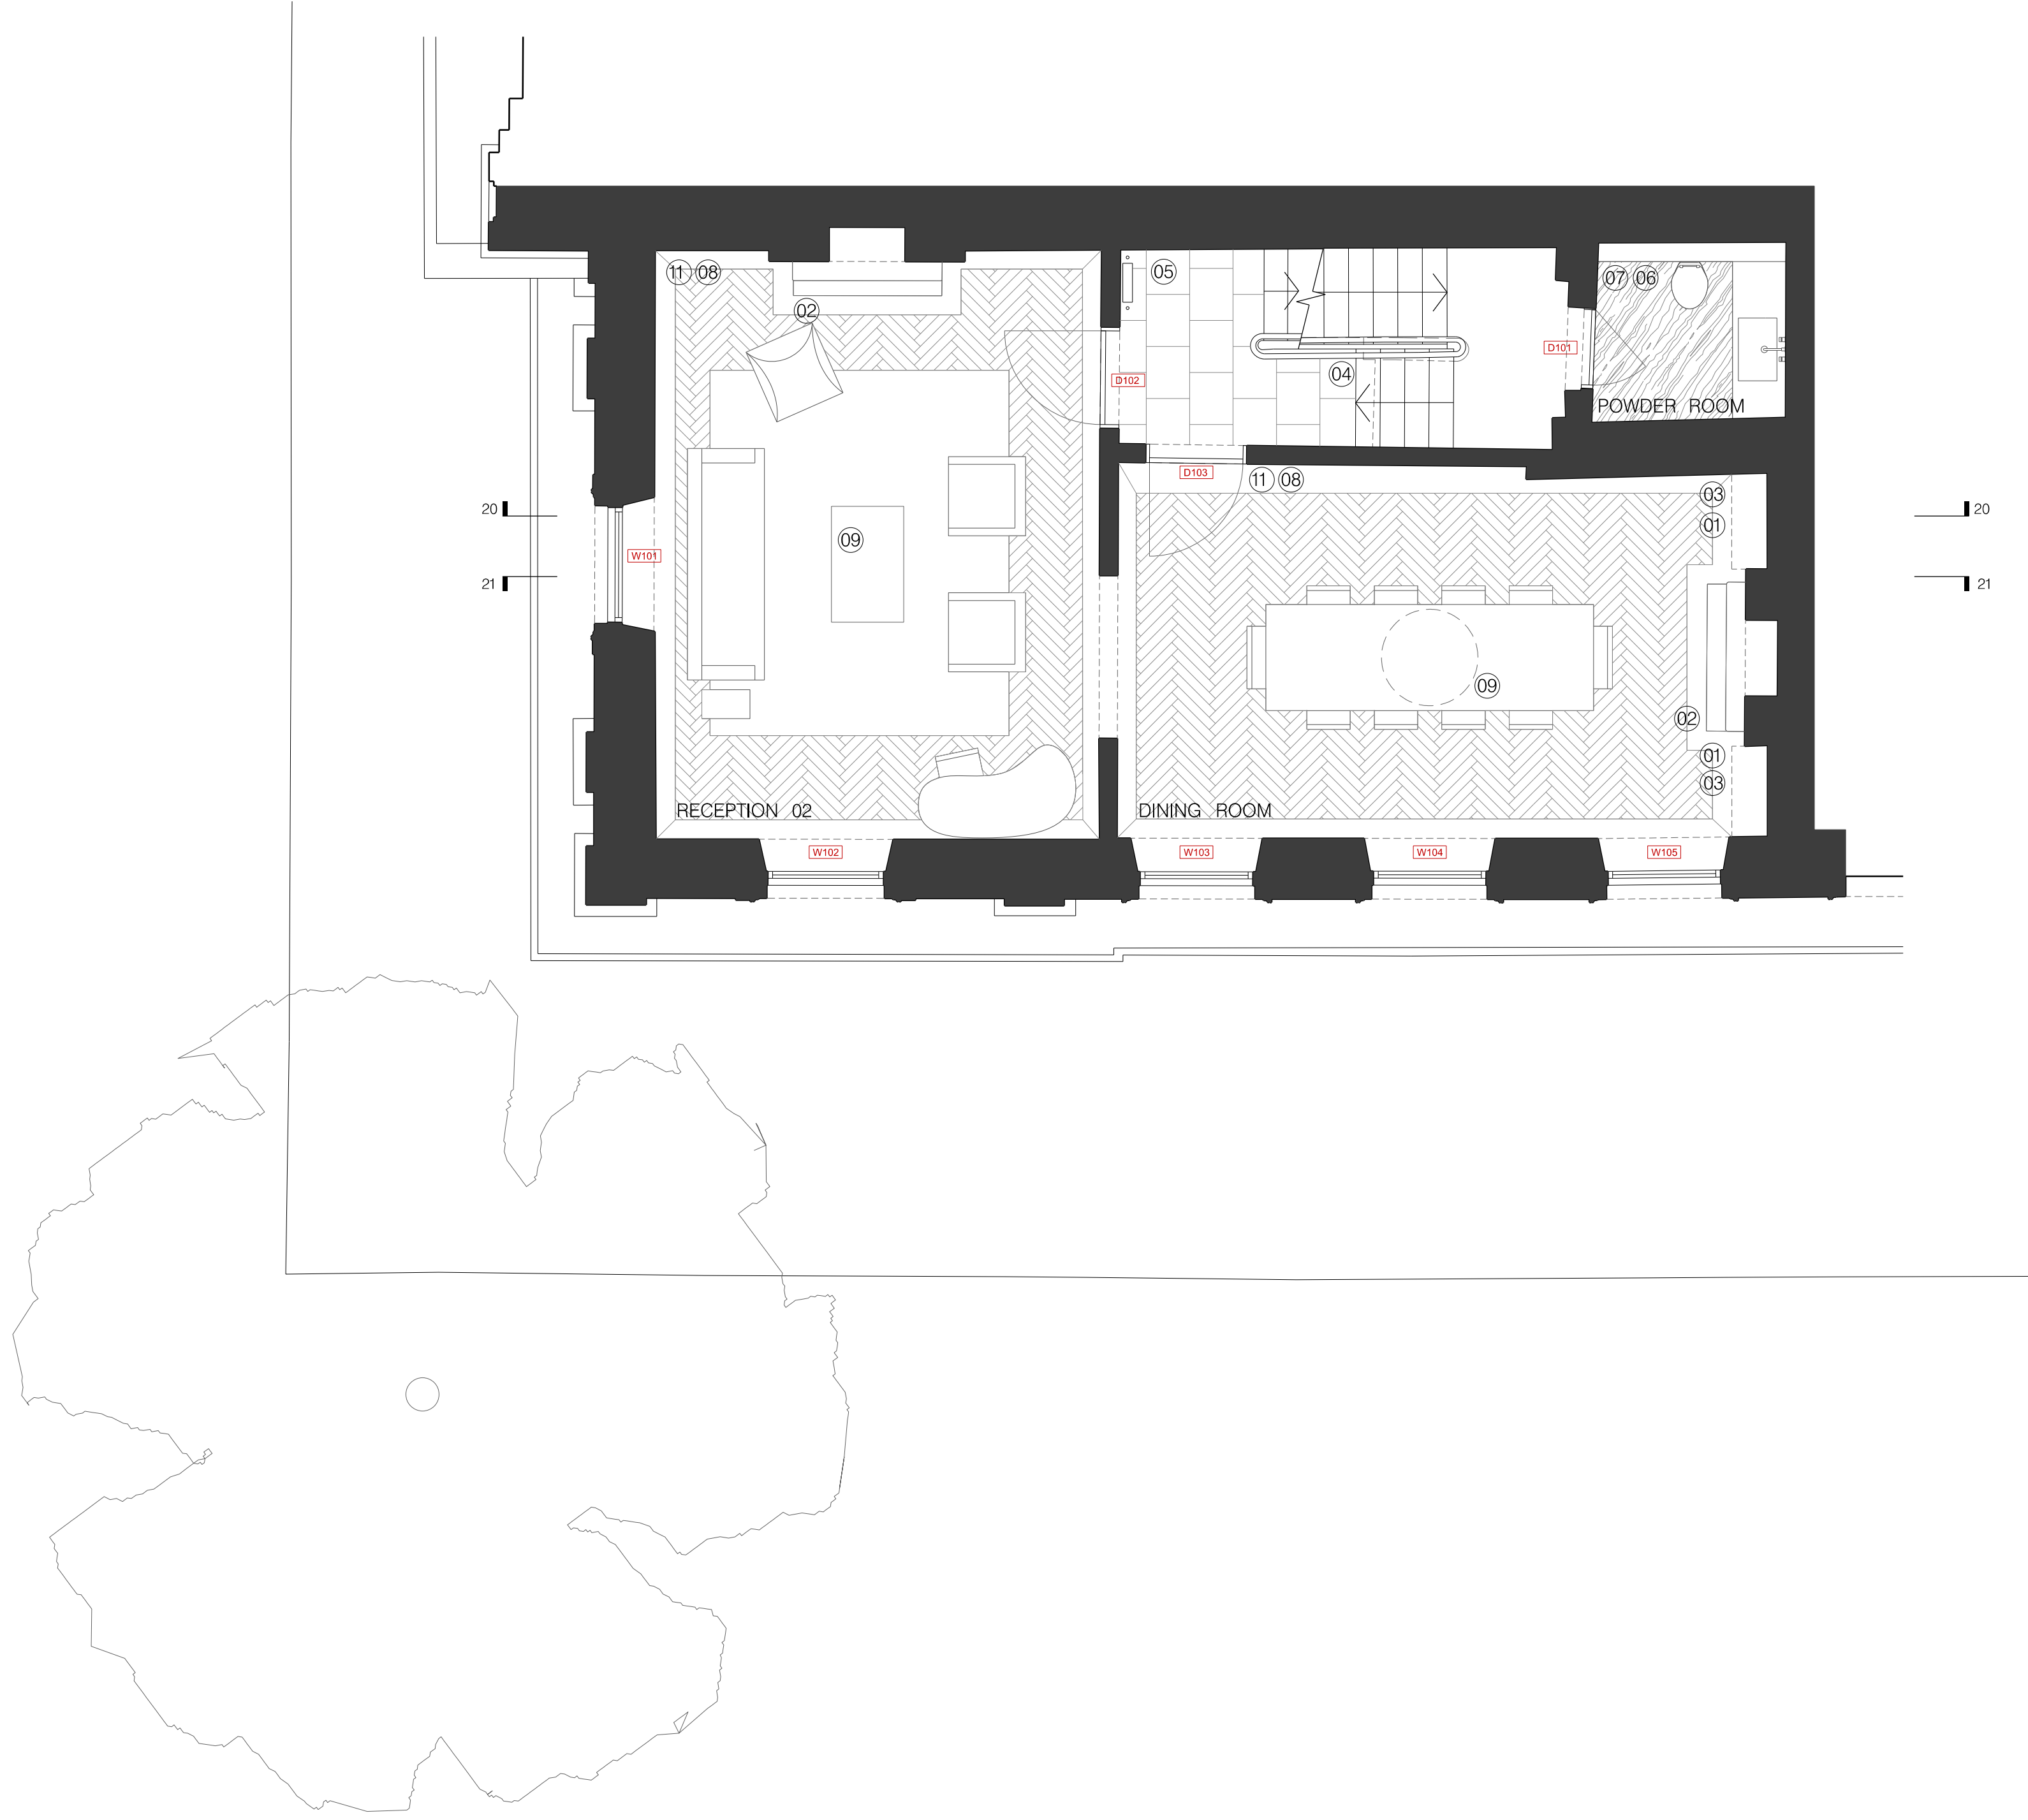 11 08
02
05
07 06
D101
04
D102
POWDER ROOM
D103
11 08
03
01
20
20
09
W101
21
21
09
02
01
03
RECEPTION 02
DINING ROOM
W102
W103
W104
W105